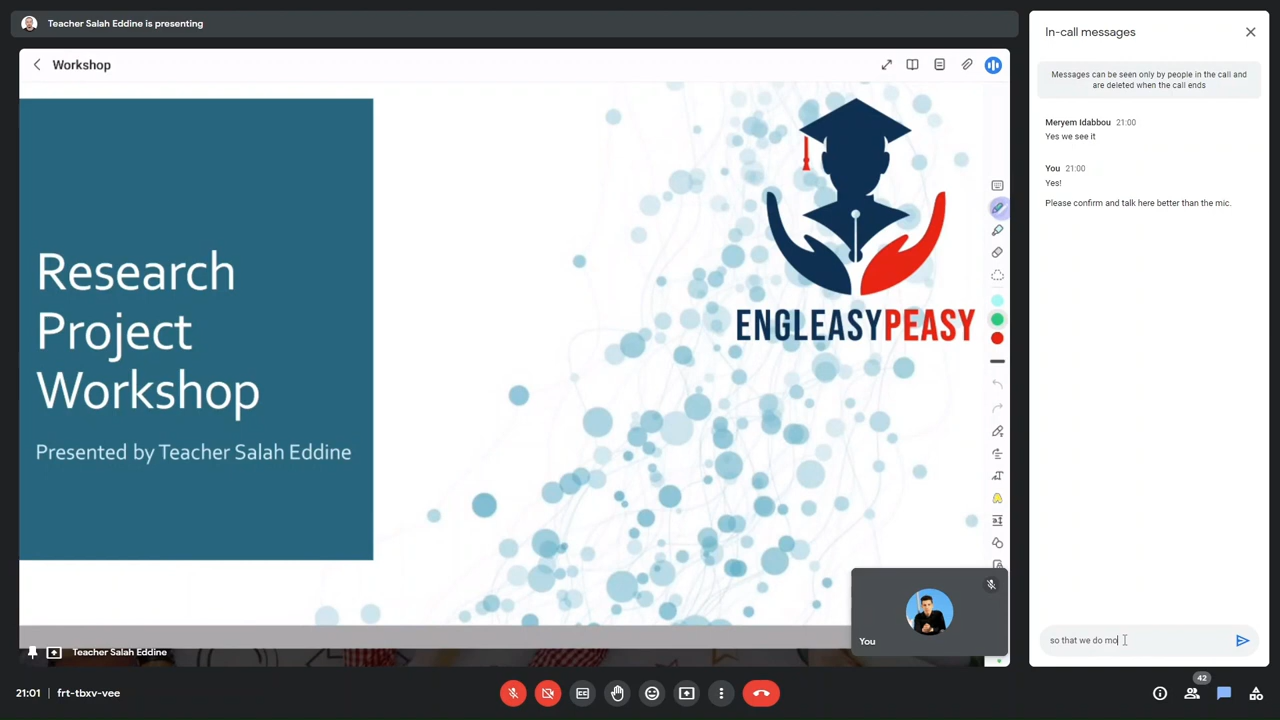 Teacher Salah Eddine is presenting
Workshop
Research
Project
Workshop
Presented by Teacher Salah Eddine
ENGLEASYPEASY
You
Teacher Salah Eddine
In-call messages
Messages can be seen only by people in the call and
are deleted when the call ends
Meryem Idabbou 21:00
Yes we see it
You 21:00
Yes!
Please confirm and talk here better than the mic.
so that we do mo
21:01 frt-tbxv-vee
42